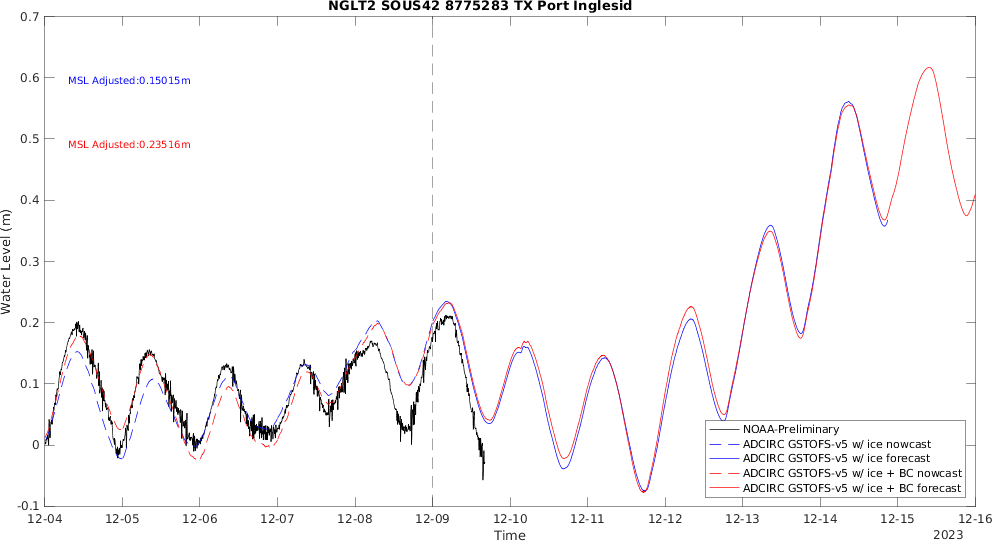 NGLT2 SOUS42 8775283 TX Port Inglesid
0.7
0.6
0.5
0.4
0.3
0.2
0.1
0
-0.1
Water Level (m)
MSL Adjusted:0.15015m
MSL Adjusted:0.23516m
NOAA-Preliminary
ADCIRC GSTOFS-v5 w/ ice nowcast
ADCIRC GSTOFS-v5 w/ ice forecast
ADCIRC GSTOFS-v5 w/ ice + BC nowcast
ADCIRC GSTOFS-v5 w/ ice + BC forecast
12-04 12-05 12-06 12-07 12-08 12-09 12-10 12-11 12-12 12-13 12-14 12-15 12-16
Time
2023